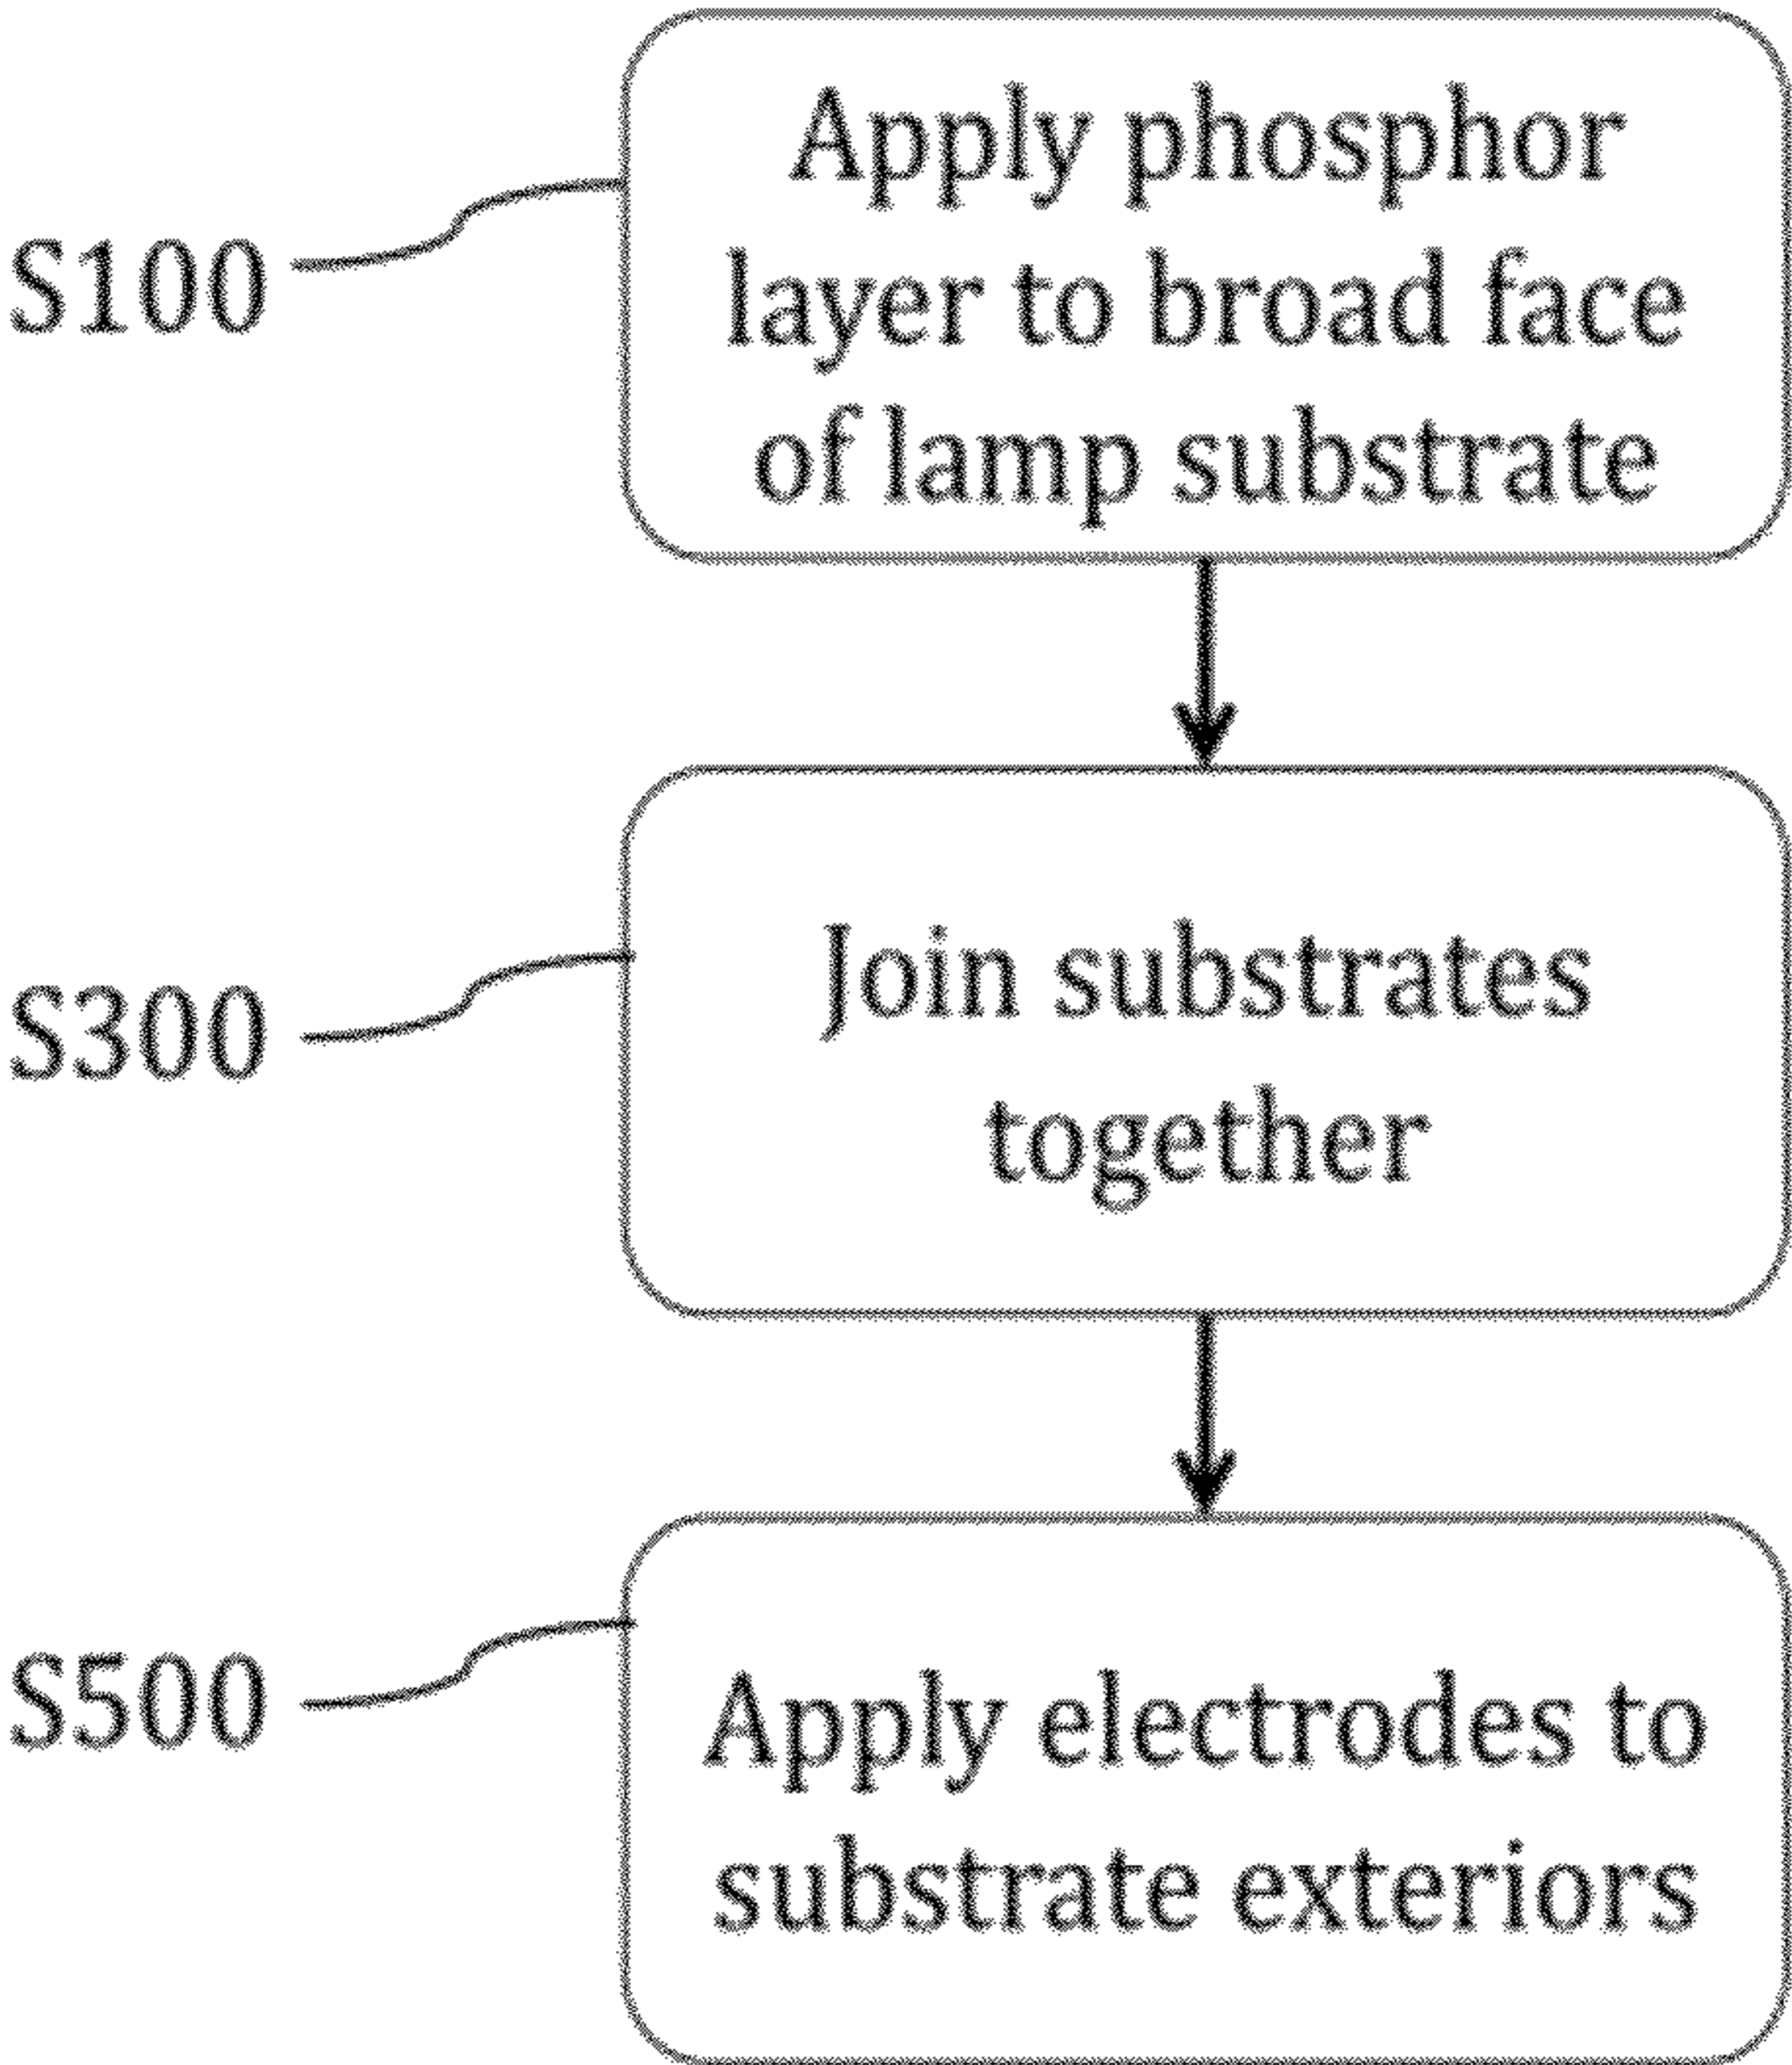 S100
Apply phosphor
layer to broad face
of lamp substrate
S300
Join substrates
together
S500
Apply electrodes to
substrate exteriors